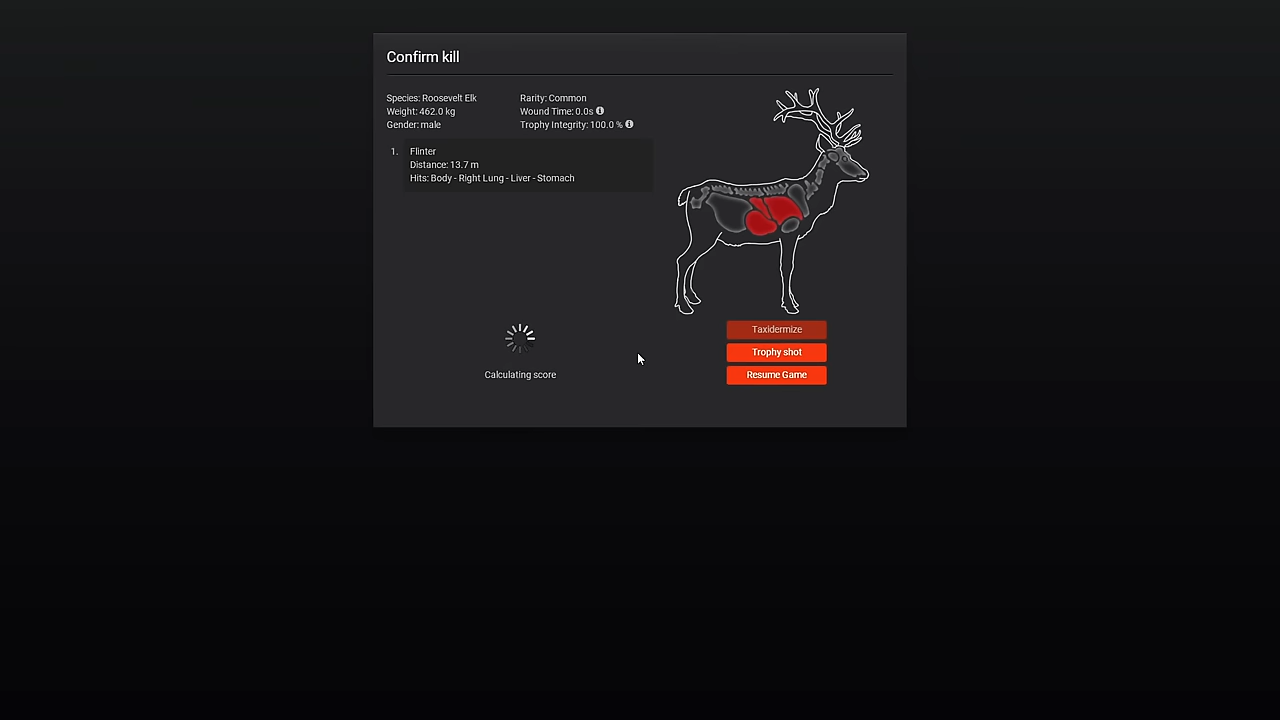 Confirm kill
Species: Roosevelt Elk
Weight: 462.0 kg
Gender: male
Rarity: Common
Wound Time: 0.0s
Trophy Integrity: 100.0 %
1.
Flinter
Distance: 13.7 m
Hits: Body - Right Lung - Liver - Stomach
Calculating score
Taxidermize
Trophy shot
Resume Game